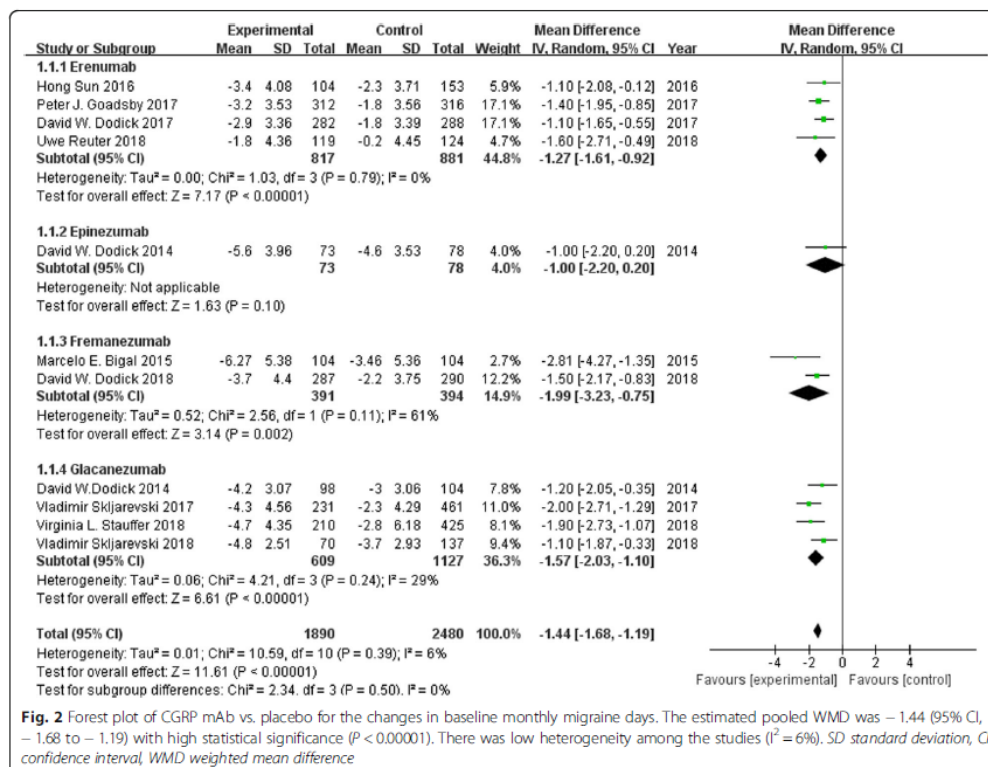 Experimental Control Mean Difference Mean Difference
Study or Subgroup Mean SD Total Mean SD Total Weight IV, Random, 95% CI Year IV, Random, 95% CI
1.1.1 Erenumab
Hong Sun 2016 -3.4 4.08 104 -2.3 3.71 153 5.9% -1.10 [-2.08, -0.12] 2016
Peter J. Goadsby 2017 -3.2 3.53 312 -1.8 3.56 316 17.1% -1.40 [-1.95, -0.85] 2017
David W. Dodick 2017 -2.9 3.36 282 -1.8 3.39 288 17.1% -1.10 [-1.65, -0.55] 2017
Uwe Reuter 2018 -1.8 4.36 119 -0.2 4.45 124 4.7% -1.60 [-2.71, -0.49] 2018
Subtotal (95% CI) 817 881 44.8% -1.27 [-1.61, -0.92]
Heterogeneity: Tau² = 0.00; Chi² = 1.03, df = 3 (P = 0.79); I² = 0%
Test for overall effect: Z = 7.17 (P < 0.00001)
1.1.2 Epinezumab
David W. Dodick 2014 -5.6 3.96 73 -4.6 3.53 78 4.0% -1.00 [-2.20, 0.20] 2014
Subtotal (95% CI) 73 78 4.0% -1.00 [-2.20, 0.20]
Heterogeneity: Not applicable
Test for overall effect: Z = 1.63 (P = 0.10)
1.1.3 Fremanezumab
Marcelo E. Bigal 2015 -6.27 5.38 104 -3.46 5.36 104 2.7% -2.81 [-4.27, -1.35] 2015
David W. Dodick 2018 -3.7 4.4 287 -2.2 3.75 290 12.2% -1.50 [-2.17, -0.83] 2018
Subtotal (95% CI) 391 394 14.9% -1.99 [-3.23, -0.75]
Heterogeneity: Tau² = 0.52; Chi² = 2.56, df = 1 (P = 0.11); I² = 61%
Test for overall effect: Z = 3.14 (P = 0.002)
1.1.4 Glacanezumab
David W.Dodick 2014 -4.2 3.07 98 -3 3.06 104 7.8% -1.20 [-2.05, -0.35] 2014
Vladimir Skljarevski 2017 -4.3 4.56 231 -2.3 4.29 461 11.0% -2.00 [-2.71, -1.29] 2017
Virginia L. Stauffer 2018 -4.7 4.35 210 -2.8 6.18 425 8.1% -1.90 [-2.73, -1.07] 2018
Vladimir Skljarevski 2018 -4.8 2.51 70 -3.7 2.93 137 9.4% -1.10 [-1.87, -0.33] 2018
Subtotal (95% CI) 609 1127 36.3% -1.57 [-2.03, -1.10]
Heterogeneity: Tau² = 0.06; Chi² = 4.21, df = 3 (P = 0.24); I² = 29%
Test for overall effect: Z = 6.61 (P < 0.00001)
Total (95% CI) 1890 2480 100.0% -1.44 [-1.68, -1.19]
Heterogeneity: Tau² = 0.01; Chi² = 10.59, df = 10 (P = 0.39); I² = 6%
Test for overall effect: Z = 11.61 (P < 0.00001)
Test for subgroup differences: Chi² = 2.34, df = 3 (P = 0.50), I² = 0%
-4 -2 0 2 4
Favours [experimental] Favours [control]
Fig. 2 Forest plot of CGRP mAb vs. placebo for the changes in baseline monthly migraine days. The estimated pooled WMD was − 1.44 (95% CI,
− 1.68 to − 1.19) with high statistical significance (P < 0.00001). There was low heterogeneity among the studies (I² = 6%). SD standard deviation, CI
confidence interval, WMD weighted mean difference